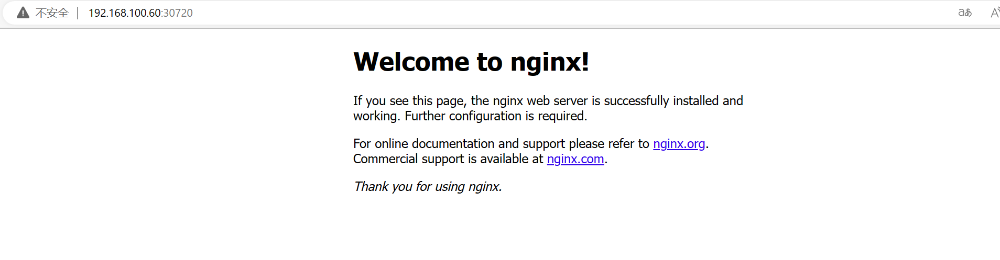 不安全 | 192.168.100.60:30720 aあ A
Welcome to nginx!
If you see this page, the nginx web server is successfully installed and
working. Further configuration is required.
For online documentation and support please refer to nginx.org.
Commercial support is available at nginx.com.
Thank you for using nginx.